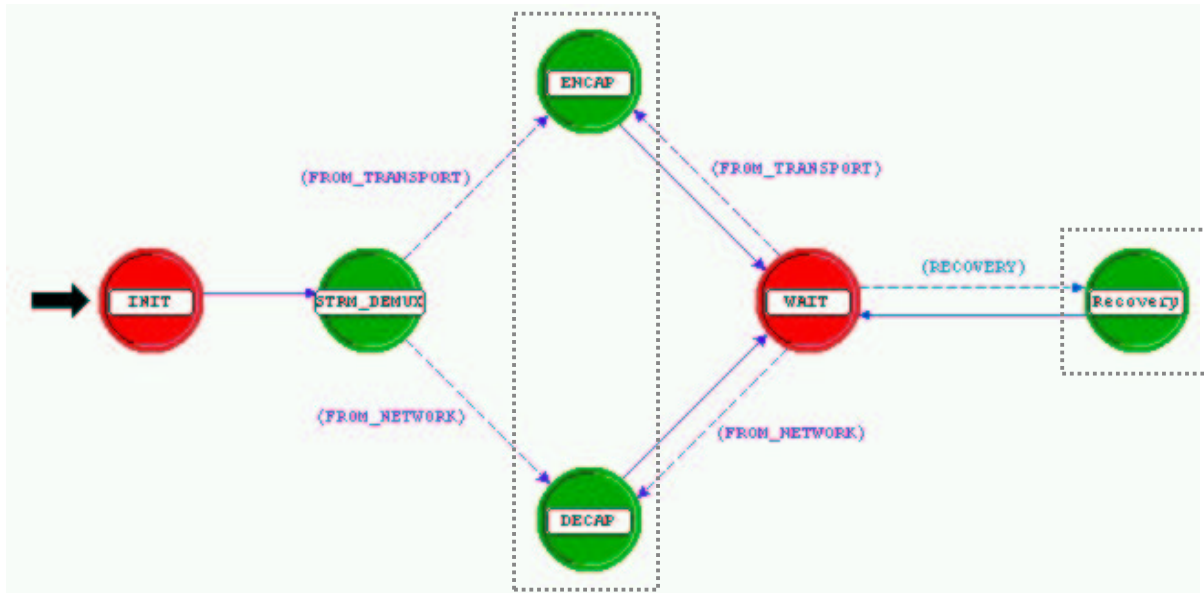 ENCAP
(FROM_TRANSPORT)
(FROM_TRANSPORT)
(RECOVERY)
INIT
STRM_DEMUX
WAIT
Recovery
(FROM_NETWORK)
(FROM_NETWORK)
DECAP